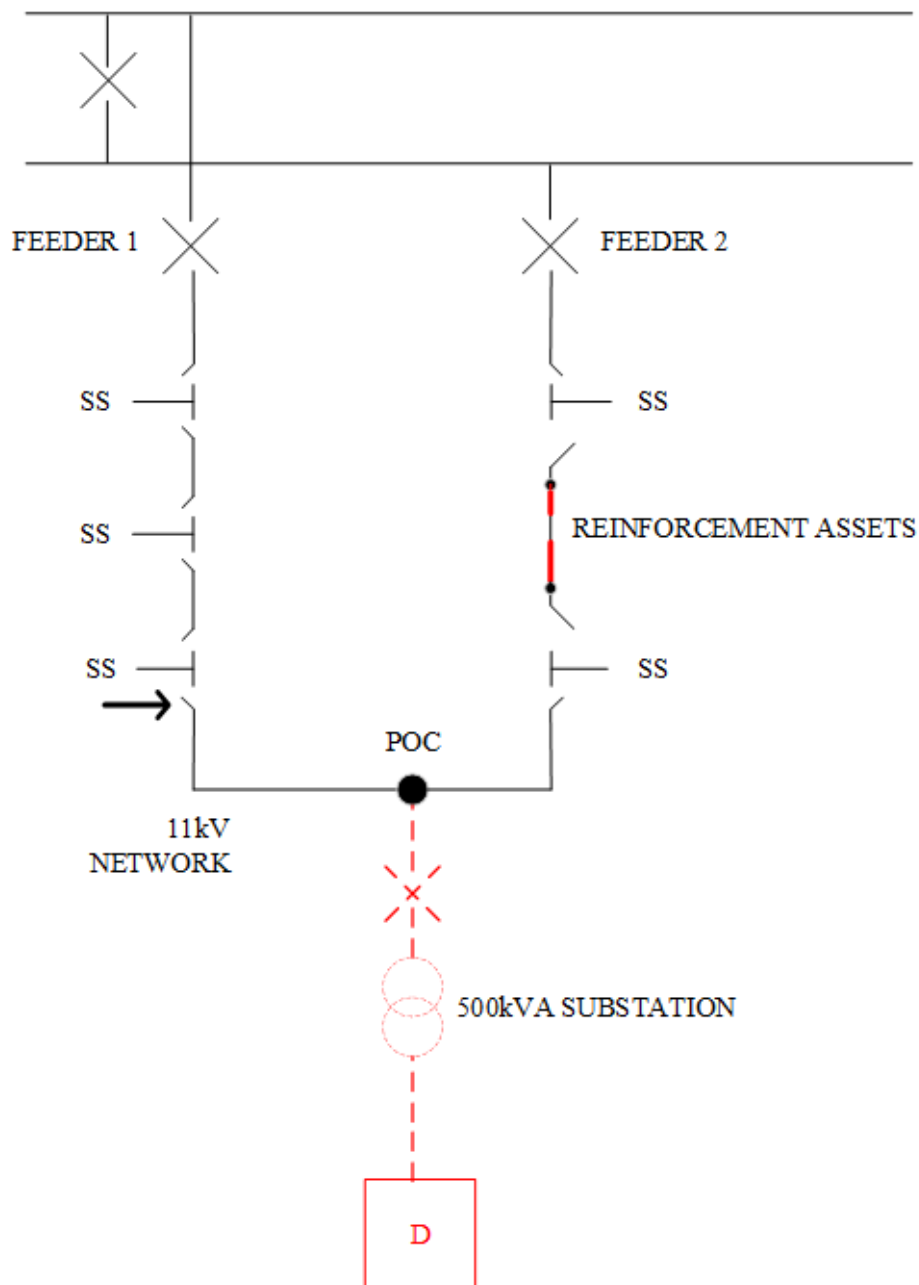 FEEDER 1
FEEDER 2
SS
SS
SS
REINFORCEMENT ASSETS
SS
SS
POC
11kV
NETWORK
500kVA SUBSTATION
D